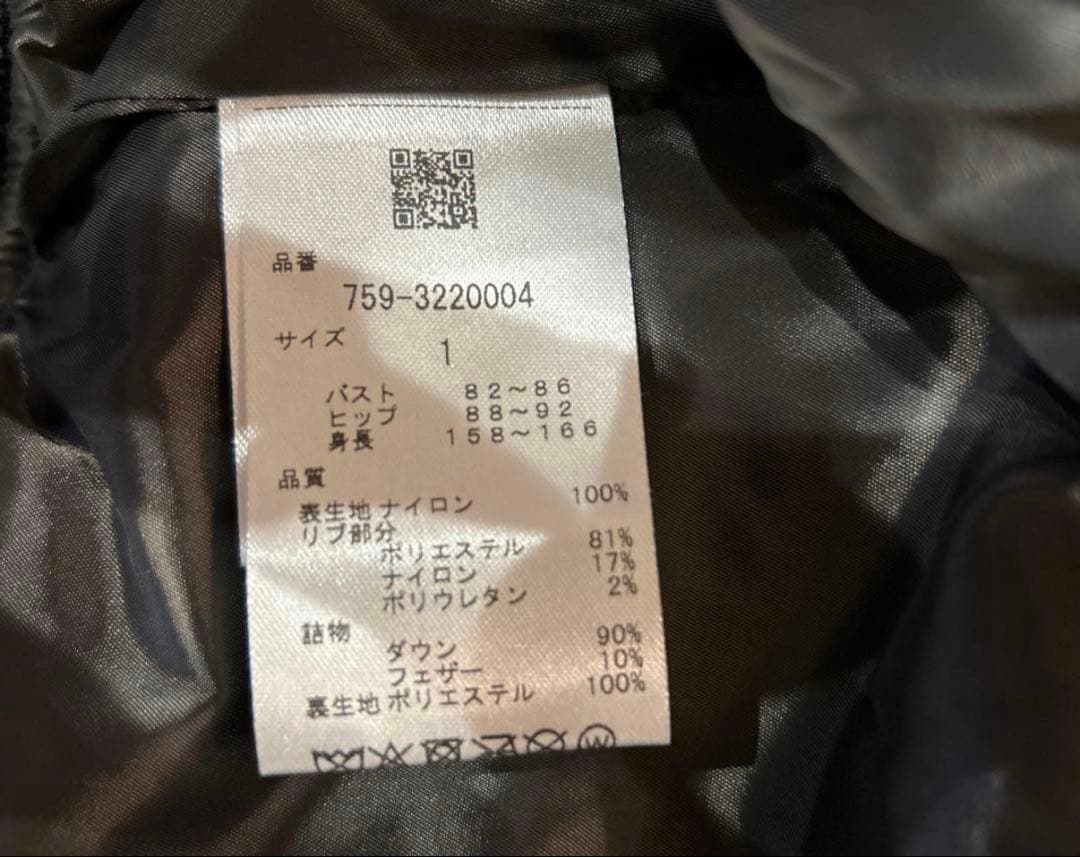 品番
759-3220004
サイズ 1
バスト 82～86
ヒップ 88～92
身長 158～166
品質
表生地 ナイロン 100%
リブ部分
ポリエステル 81%
ナイロン 17%
ポリウレタン 2%
詰物
ダウン 90%
フェザー 10%
裏生地 ポリエステル 100%
W